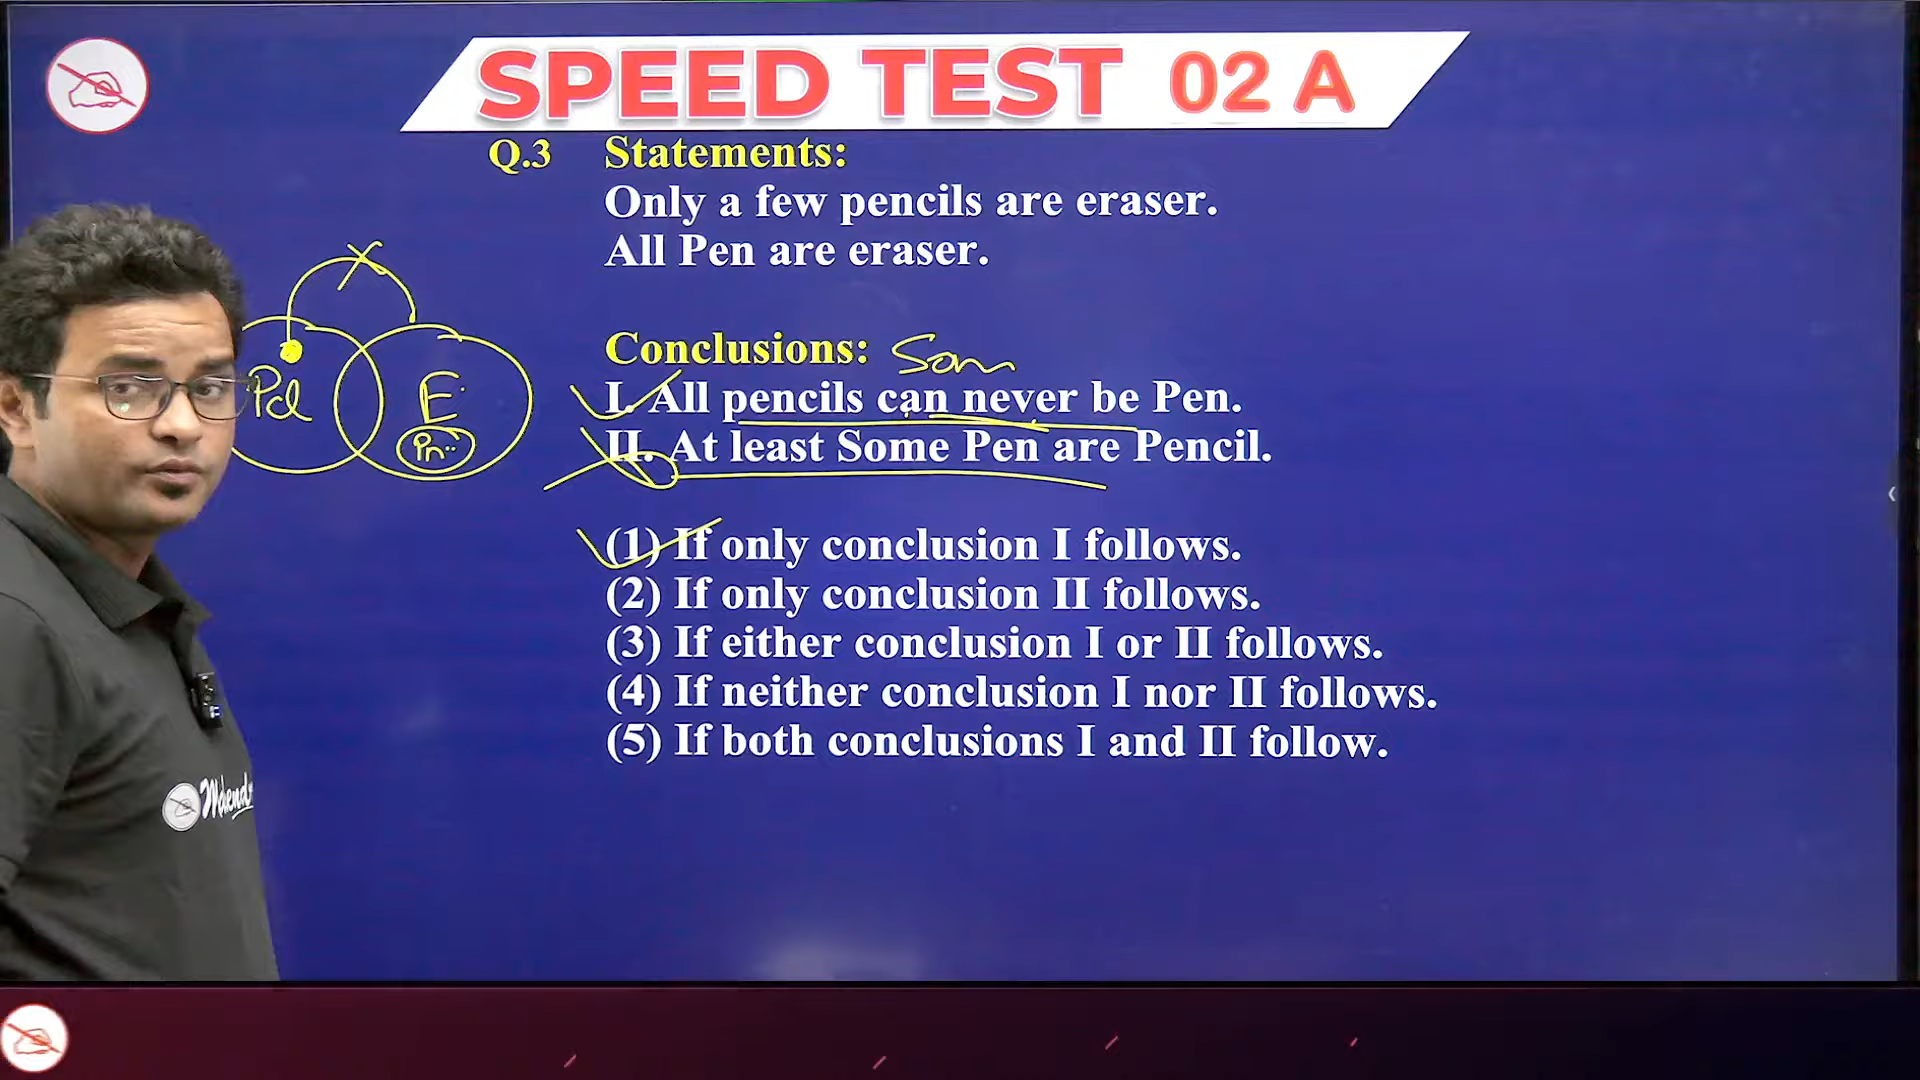 SPEED TEST 02 A
Q.3 Statements:
Only a few pencils are eraser.
All Pen are eraser.
Conclusions: Som
I. All pencils can never be Pen.
II. At least Some Pen are Pencil.
(1) If only conclusion I follows.
(2) If only conclusion II follows.
(3) If either conclusion I or II follows.
(4) If neither conclusion I nor II follows.
(5) If both conclusions I and II follow.
Pcl
E
Pn